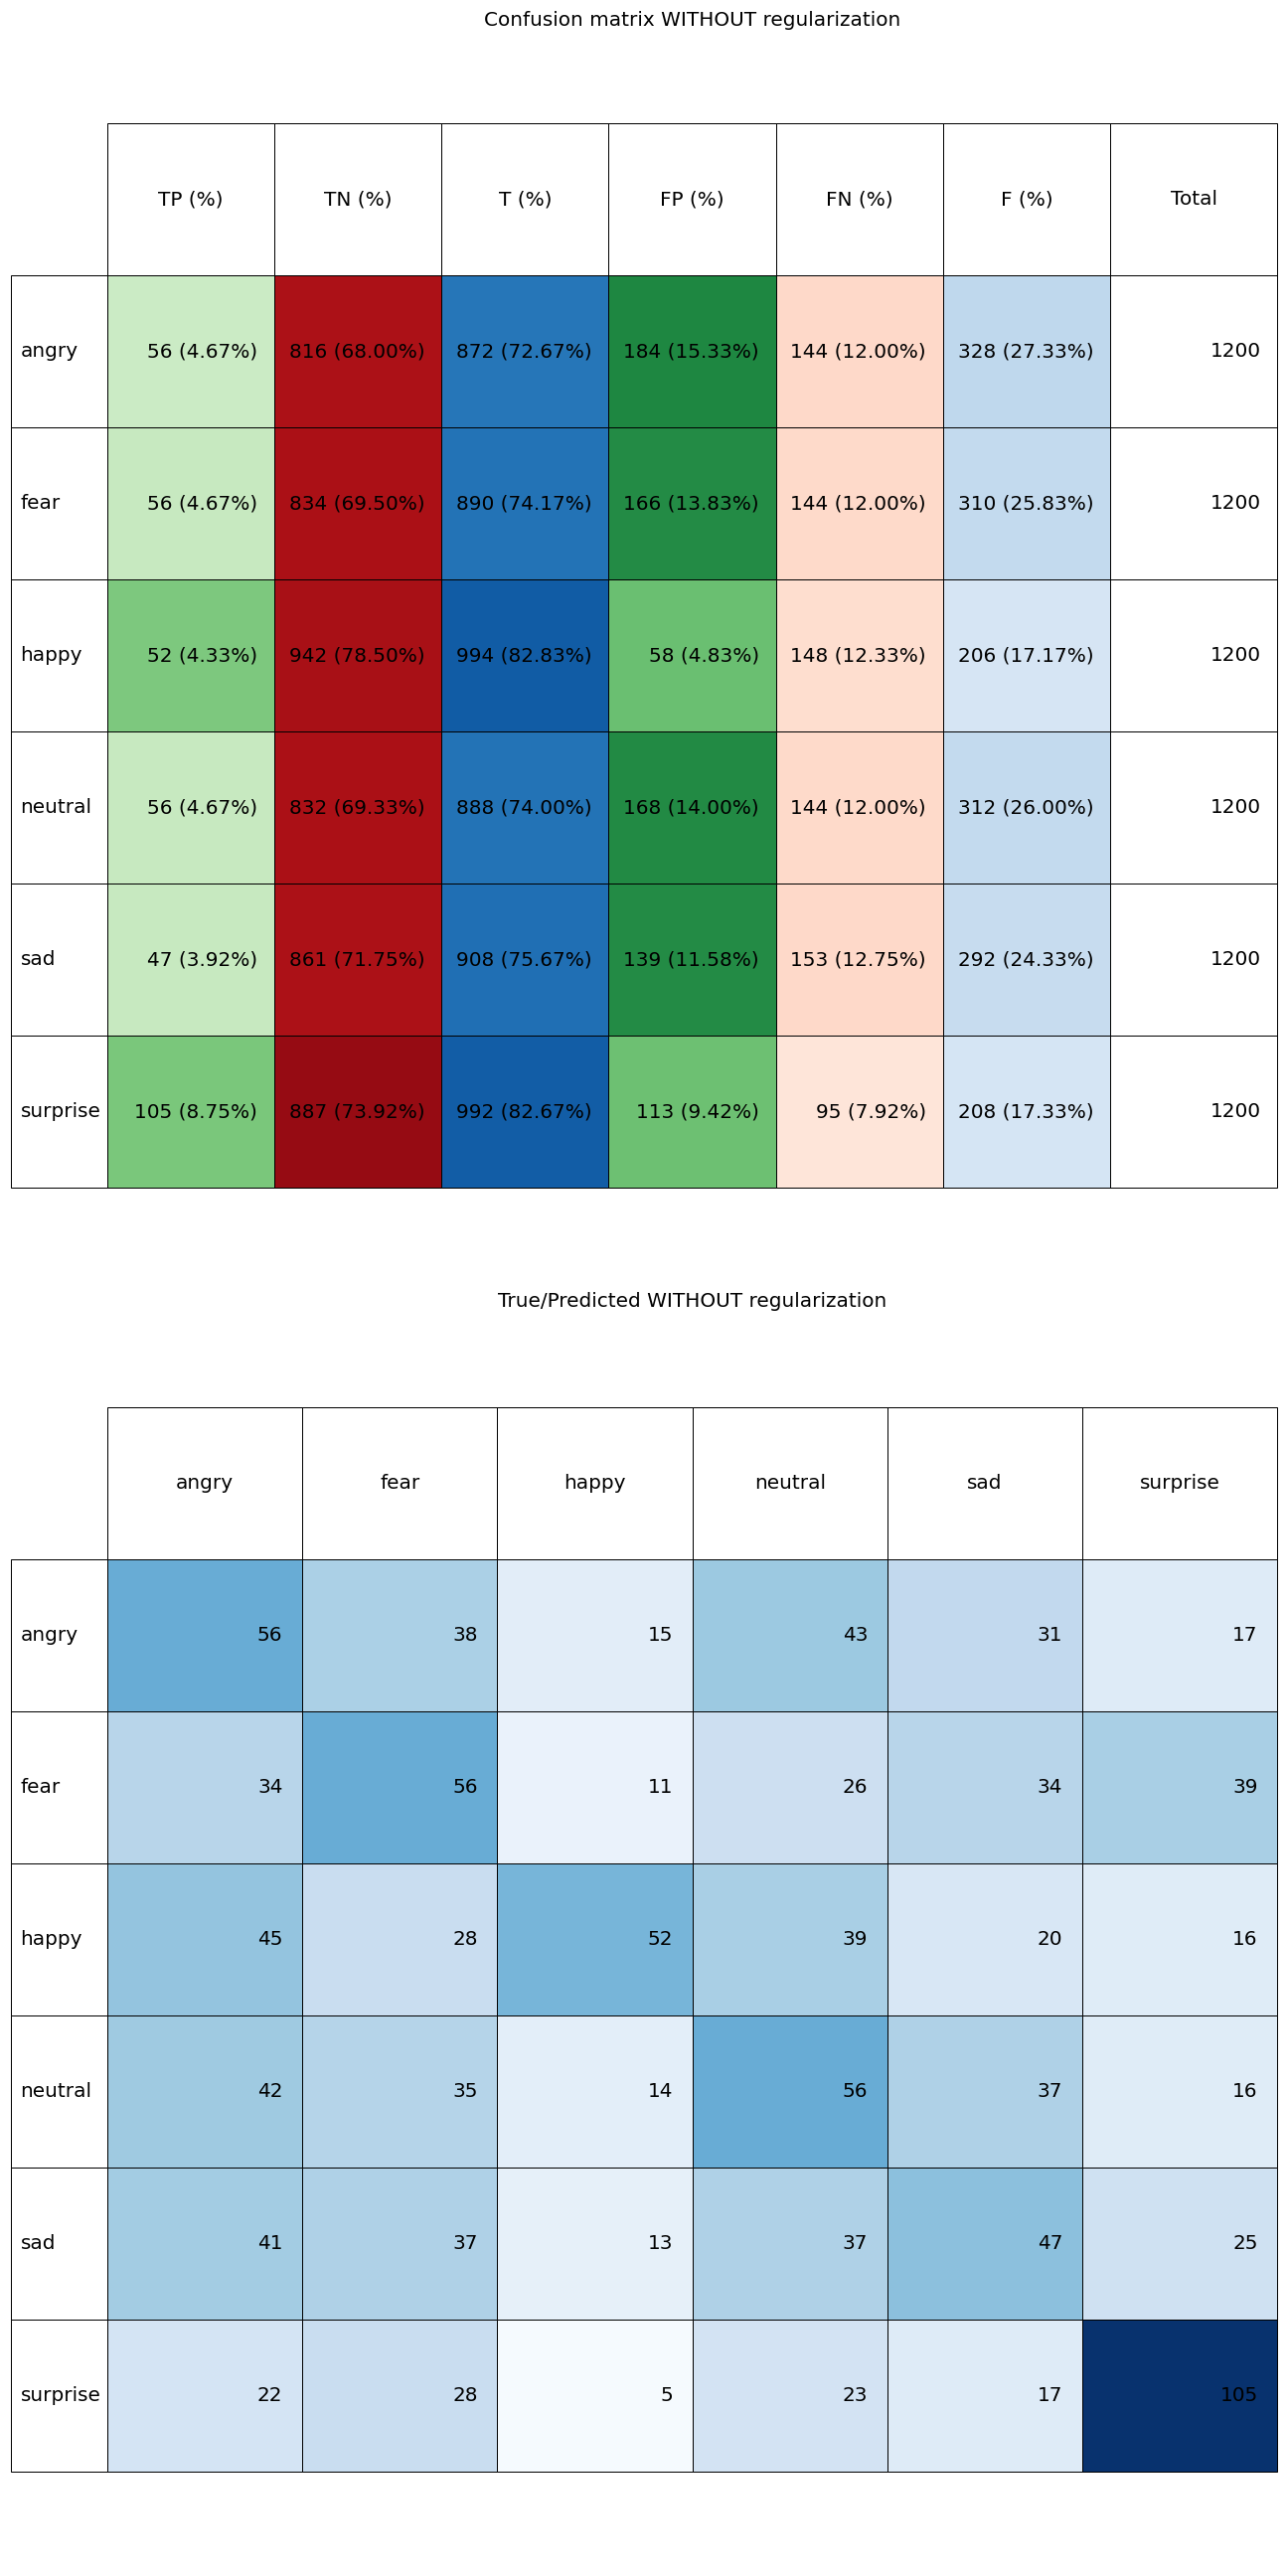 Confusion matrix WITHOUT regularization
TP (%) TN (%) T (%) FP (%) FN (%) F (%) Total
angry 56 (4.67%) 816 (68.00%) 872 (72.67%) 184 (15.33%) 144 (12.00%) 328 (27.33%) 1200
fear 56 (4.67%) 834 (69.50%) 890 (74.17%) 166 (13.83%) 144 (12.00%) 310 (25.83%) 1200
happy 52 (4.33%) 942 (78.50%) 994 (82.83%) 58 (4.83%) 148 (12.33%) 206 (17.17%) 1200
neutral 56 (4.67%) 832 (69.33%) 888 (74.00%) 168 (14.00%) 144 (12.00%) 312 (26.00%) 1200
sad 47 (3.92%) 861 (71.75%) 908 (75.67%) 139 (11.58%) 153 (12.75%) 292 (24.33%) 1200
surprise 105 (8.75%) 887 (73.92%) 992 (82.67%) 113 (9.42%) 95 (7.92%) 208 (17.33%) 1200
True/Predicted WITHOUT regularization
angry fear happy neutral sad surprise
angry 56 38 15 43 31 17
fear 34 56 11 26 34 39
happy 45 28 52 39 20 16
neutral 42 35 14 56 37 16
sad 41 37 13 37 47 25
surprise 22 28 5 23 17 105